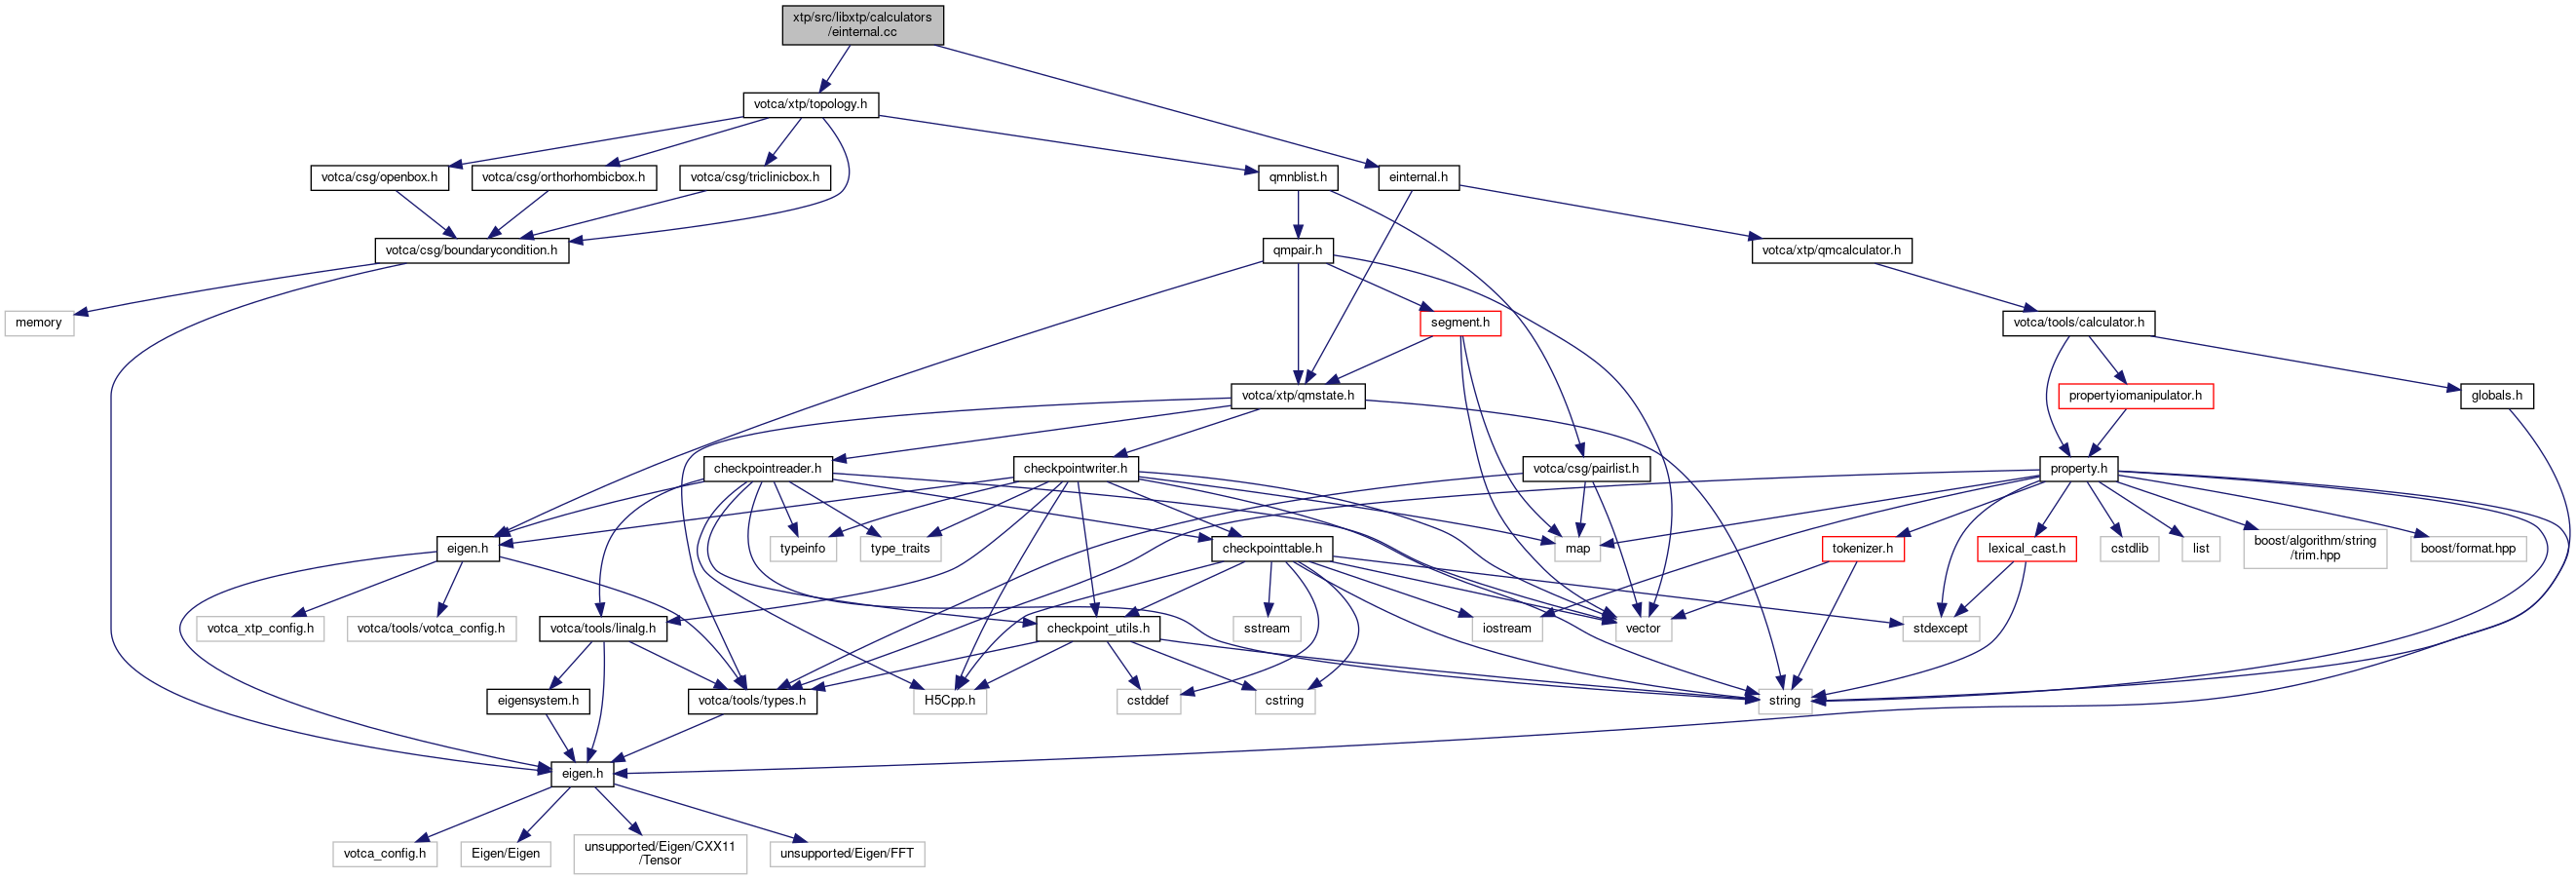 xtp/src/libxtp/calculators
/einternal.cc
votca/xtp/topology.h
votca/csg/openbox.h
votca/csg/orthorhombicbox.h
votca/csg/triclinicbox.h
qmnblist.h
einternal.h
votca/csg/boundarycondition.h
qmpair.h
votca/xtp/qmcalculator.h
memory
segment.h
votca/tools/calculator.h
votca/xtp/qmstate.h
propertyiomanipulator.h
globals.h
checkpointreader.h
checkpointwriter.h
votca/csg/pairlist.h
property.h
eigen.h
typeinfo
type_traits
checkpointtable.h
map
tokenizer.h
lexical_cast.h
cstdlib
list
boost/algorithm/string
/trim.hpp
boost/format.hpp
votca_xtp_config.h
votca/tools/votca_config.h
votca/tools/linalg.h
checkpoint_utils.h
sstream
iostream
vector
stdexcept
eigensystem.h
votca/tools/types.h
H5Cpp.h
cstddef
cstring
string
eigen.h
votca_config.h
Eigen/Eigen
unsupported/Eigen/CXX11
/Tensor
unsupported/Eigen/FFT